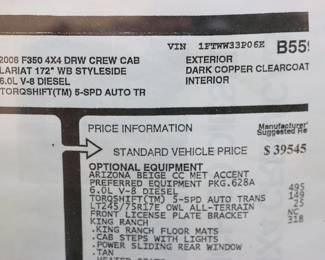 VIN 1FTWW33P06E B55
2006 F350 4X4 DRW CREW CAB EXTERIOR
LARIAT 172" WB STYLESIDE DARK COPPER CLEARCOAT
6.0L V-8 DIESEL INTERIOR
TORQSHIFT(TM) 5-SPD AUTO TR
PRICE INFORMATION Manufacturer'
Suggested Re
STANDARD VEHICLE PRICE $39545
OPTIONAL EQUIPMENT
ARIZONA BEIGE CC MET ACCENT
PREFERRED EQUIPMENT PKG.628A
6.0L V-8 DIESEL 495
TORQSHIFT(TM) 5-SPD AUTO TRANS 149
LT245/75R17E OWL ALL-TERRAIN 25
FRONT LICENSE PLATE BRACKET NC
KING RANCH 318
.KING RANCH FLOOR MATS
.CAB STEPS WITH LIGHTS
.POWER SLIDING REAR WINDOW
.TAN